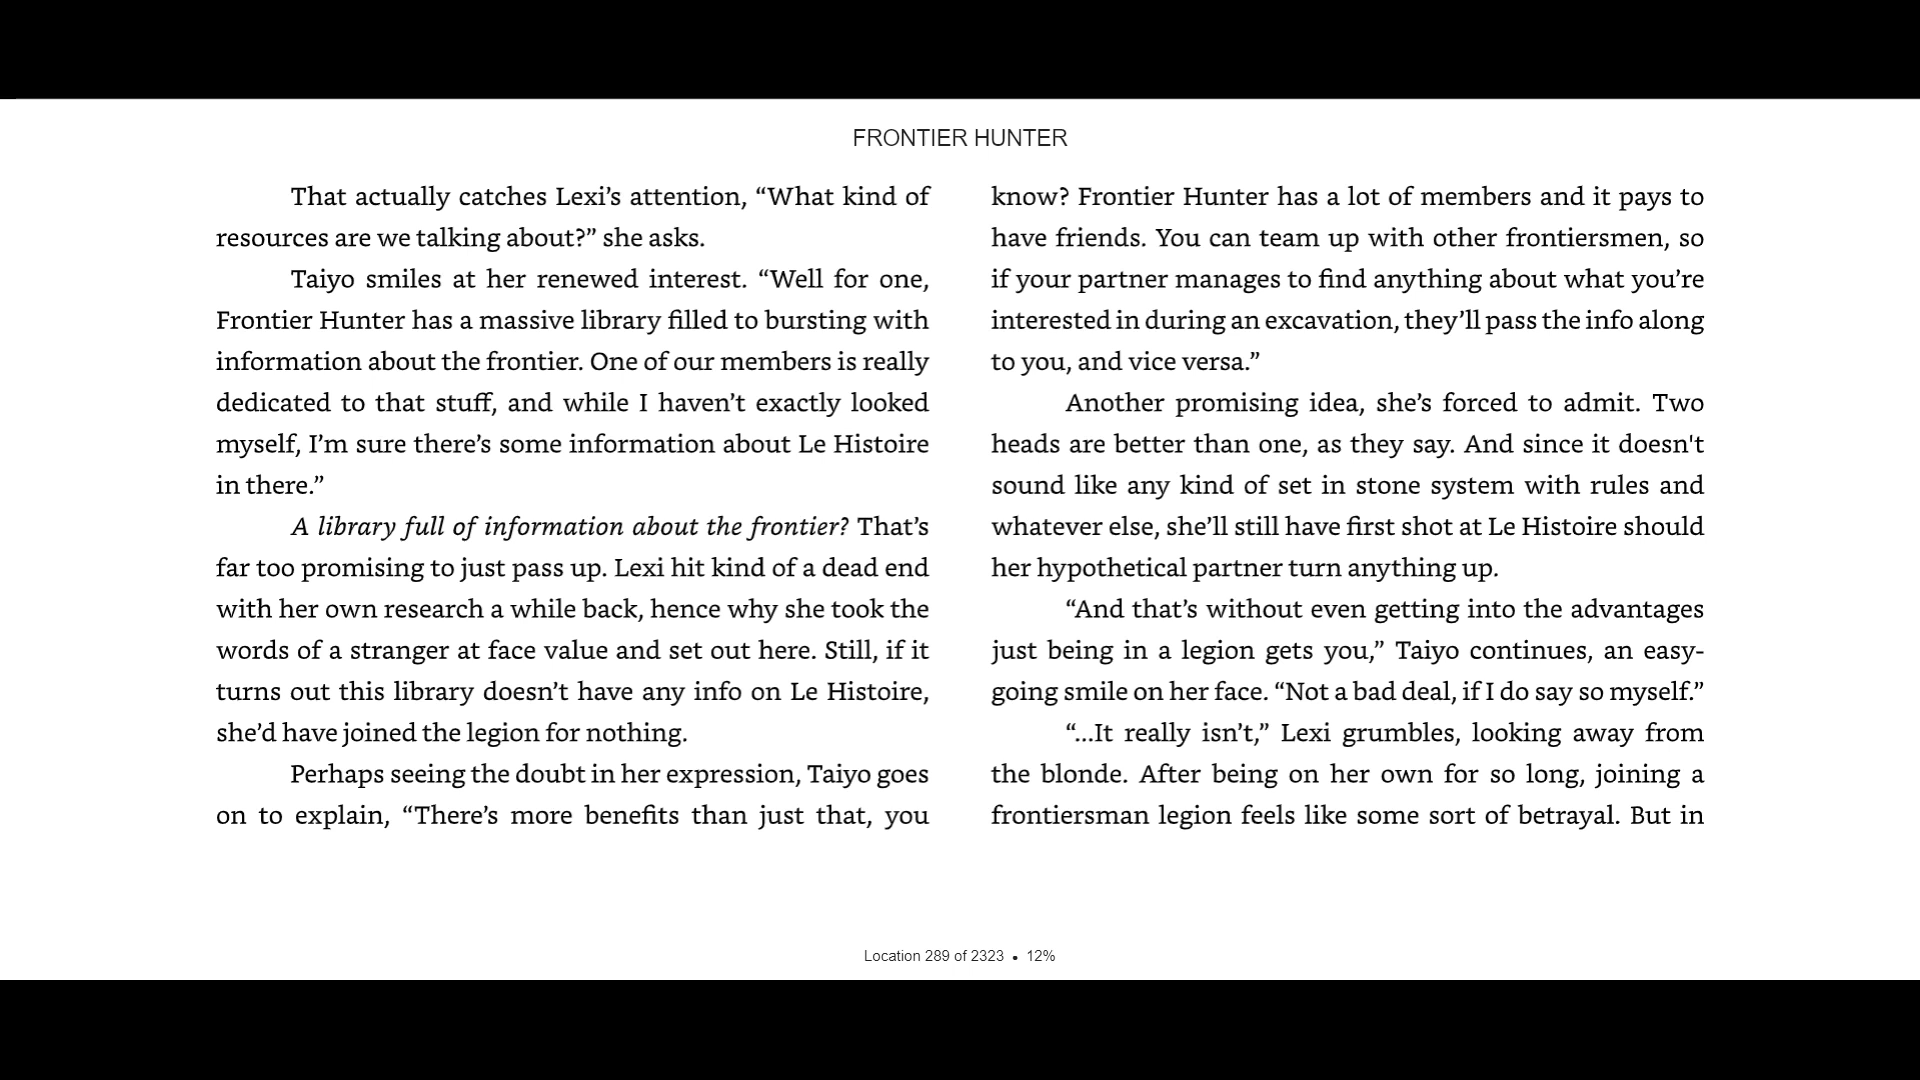 FRONTIER HUNTER
That actually catches Lexi’s attention, “What kind of
resources are we talking about?” she asks.
Taiyo smiles at her renewed interest. “Well for one,
Frontier Hunter has a massive library filled to bursting with
information about the frontier. One of our members is really
dedicated to that stuff, and while I haven’t exactly looked
myself, I’m sure there’s some information about Le Histoire
in there.”
A library full of information about the frontier? That’s
far too promising to just pass up. Lexi hit kind of a dead end
with her own research a while back, hence why she took the
words of a stranger at face value and set out here. Still, if it
turns out this library doesn’t have any info on Le Histoire,
she’d have joined the legion for nothing.
Perhaps seeing the doubt in her expression, Taiyo goes
on to explain, “There’s more benefits than just that, you
know? Frontier Hunter has a lot of members and it pays to
have friends. You can team up with other frontiersmen, so
if your partner manages to find anything about what you’re
interested in during an excavation, they’ll pass the info along
to you, and vice versa.”
Another promising idea, she’s forced to admit. Two
heads are better than one, as they say. And since it doesn't
sound like any kind of set in stone system with rules and
whatever else, she’ll still have first shot at Le Histoire should
her hypothetical partner turn anything up.
“And that’s without even getting into the advantages
just being in a legion gets you,” Taiyo continues, an easy-
going smile on her face. “Not a bad deal, if I do say so myself.”
“...It really isn’t,” Lexi grumbles, looking away from
the blonde. After being on her own for so long, joining a
frontiersman legion feels like some sort of betrayal. But in
Location 289 of 2323 • 12%